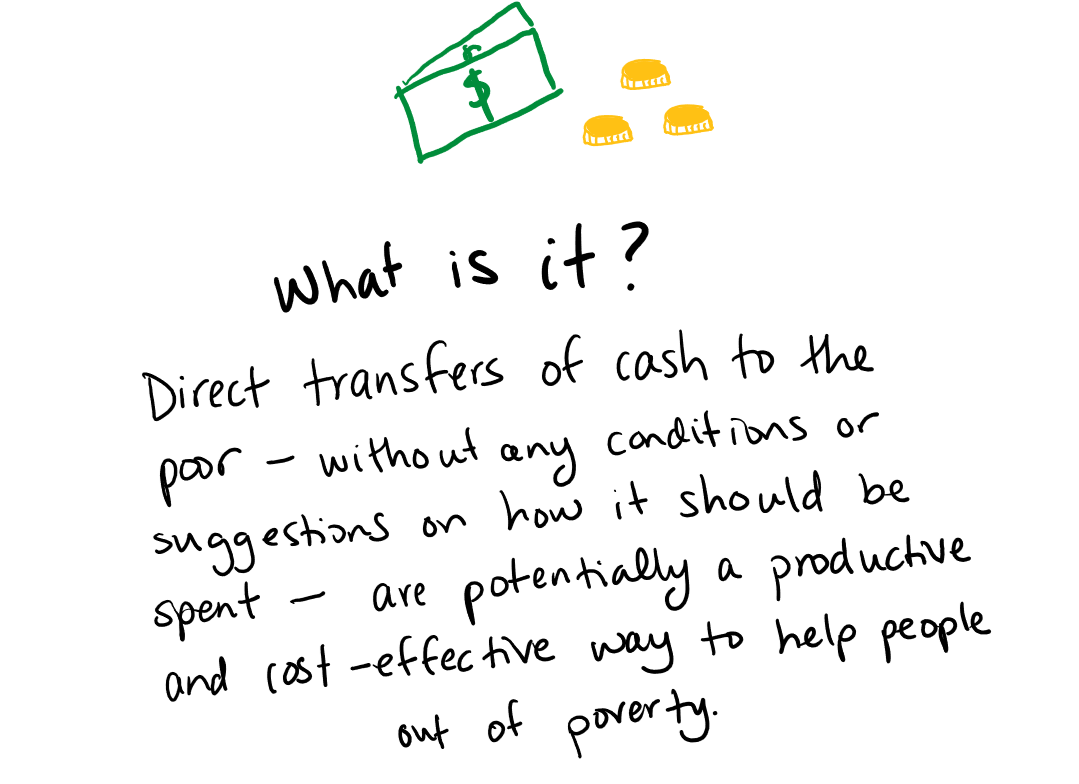 $
What is it?
Direct transfers of cash to the
poor – without any conditions or
suggestions on how it should be
spent – are potentially a productive
and cost-effective way to help people
out of poverty.